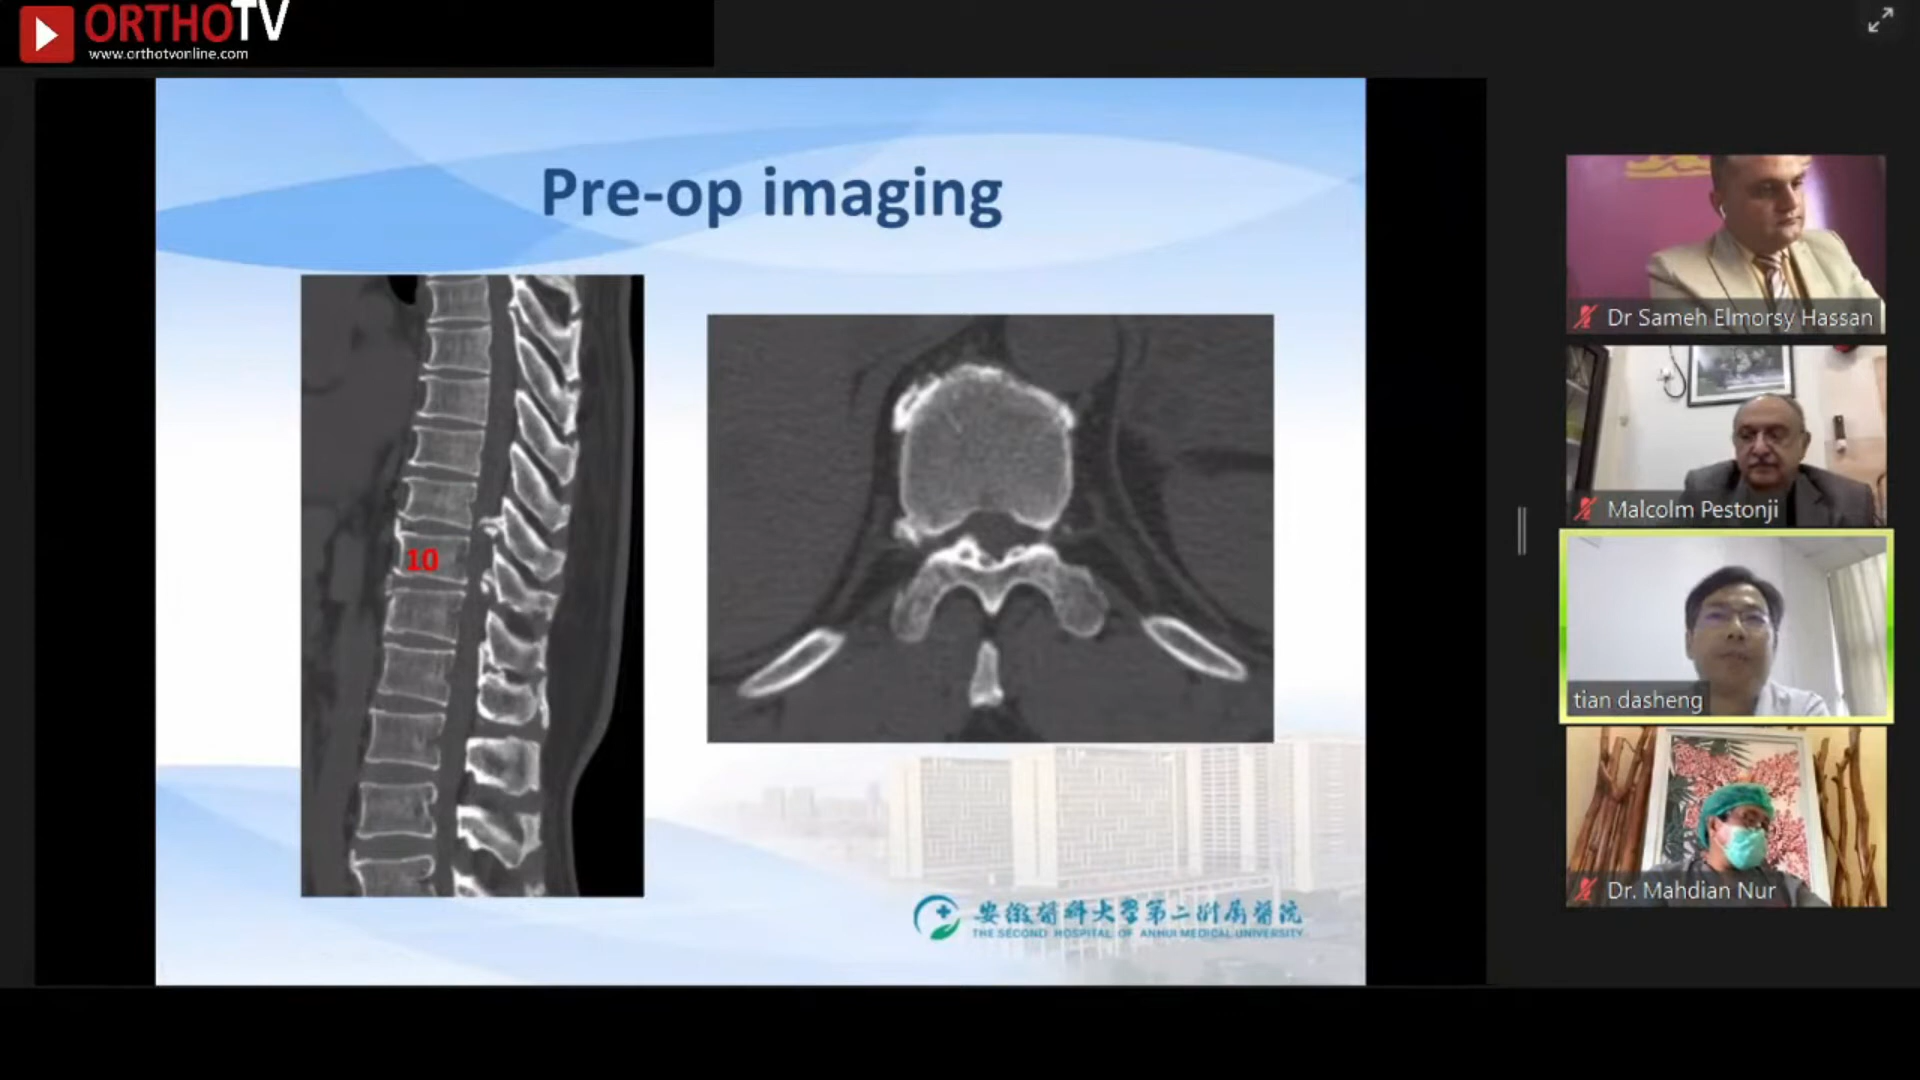 ORTHOTV
www.orthotvonline.com
Pre-op imaging
10
安徽医科大学第二附属医院
THE SECOND HOSPITAL OF ANHUI MEDICAL UNIVERSITY
Dr Sameh Elmorsy Hassan
Malcolm Pestonji
tian dasheng
Dr. Mahdian Nur